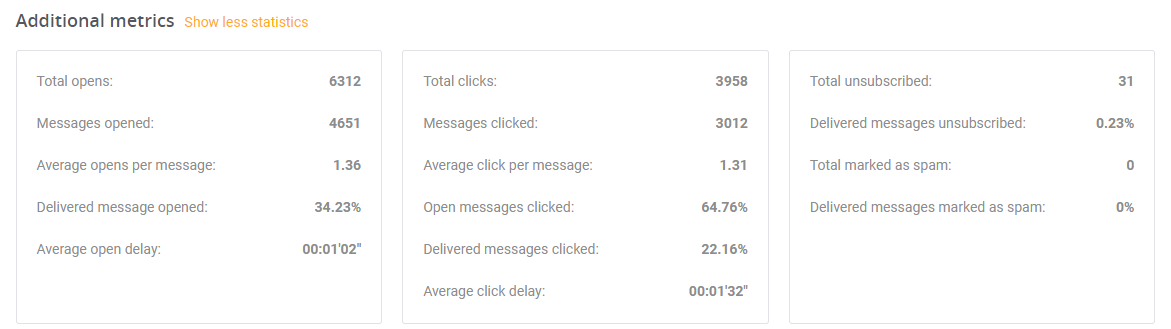 Additional metrics Show less statistics
Total opens: 6312
Messages opened: 4651
Average opens per message: 1.36
Delivered message opened: 34.23%
Average open delay: 00:01'02"
Total clicks: 3958
Messages clicked: 3012
Average click per message: 1.31
Open messages clicked: 64.76%
Delivered messages clicked: 22.16%
Average click delay: 00:01'32"
Total unsubscribed: 31
Delivered messages unsubscribed: 0.23%
Total marked as spam: 0
Delivered messages marked as spam: 0%